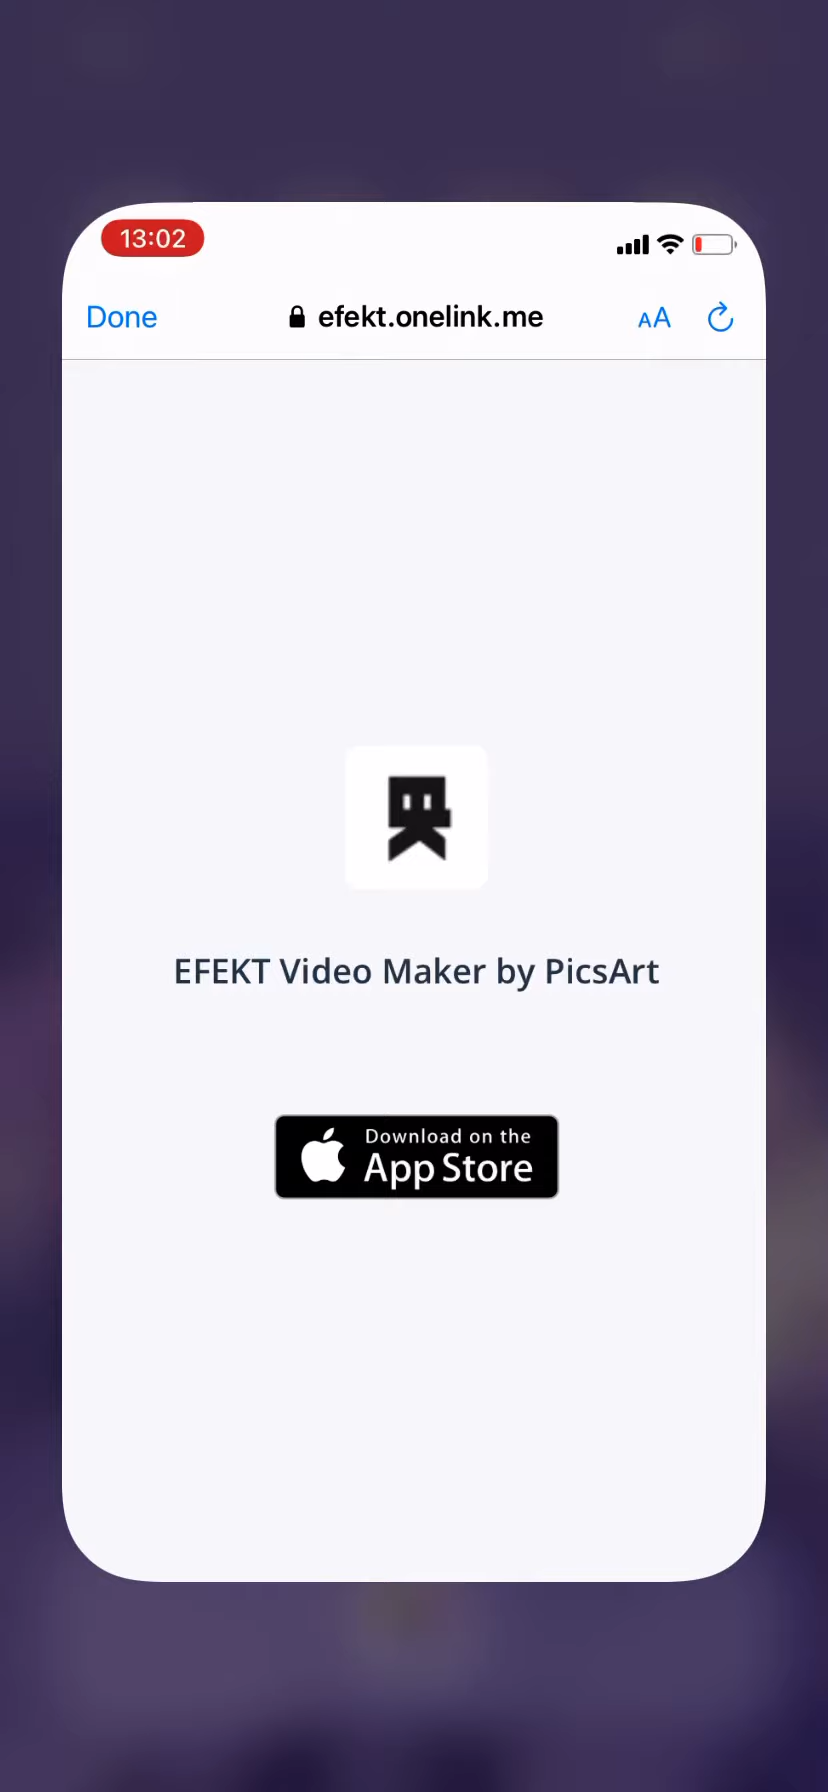 13:02
Done
efekt.onelink.me
AA
EFEKT Video Maker by PicsArt
Download on the
App Store